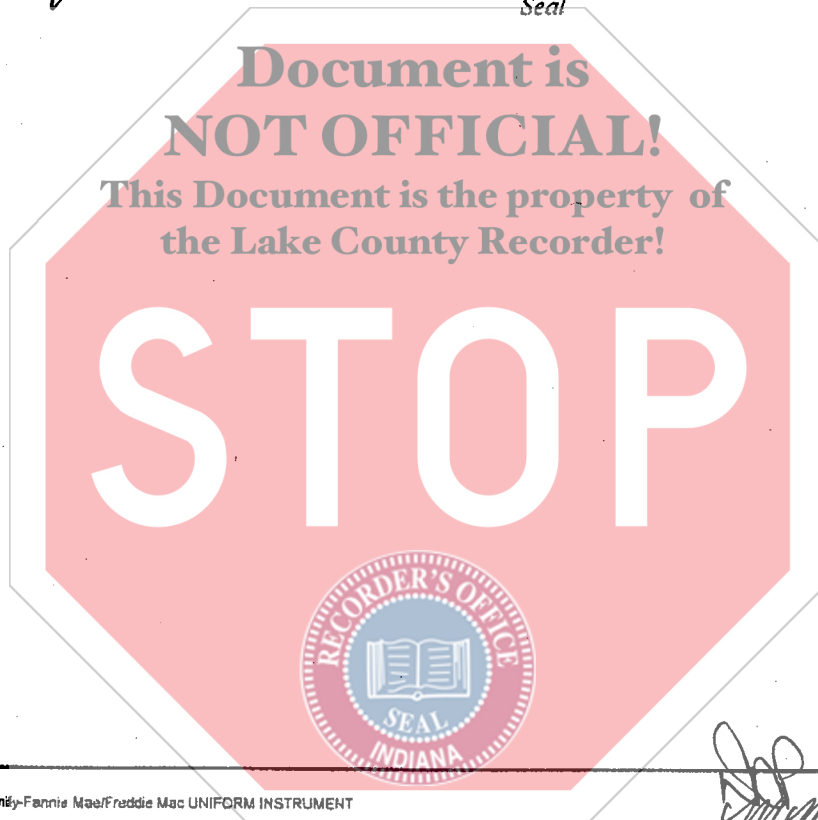 Seal
Document is
NOT OFFICIAL!
This Document is the property of
the Lake County Recorder!
STOP
RECORDER'S OFFICE
SEAL
INDIANA
Fannie Mae/Freddie Mac UNIFORM INSTRUMENT